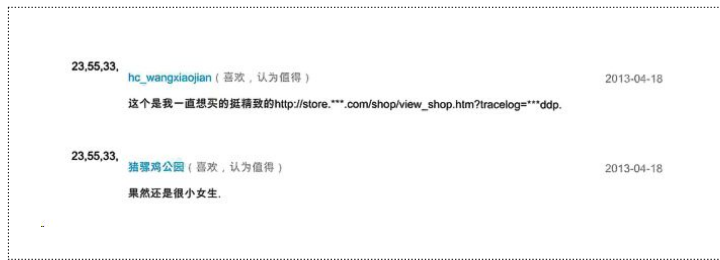 23,55,33,
hc_wangxiaojian（喜欢，认为值得） 2013-04-18
这个是我一直想买的挺精致的http://store.***.com/shop/view_shop.htm?tracelog=***ddp.
23,55,33,
猪骡鸡公园（喜欢，认为值得） 2013-04-18
果然还是很小女生.
..